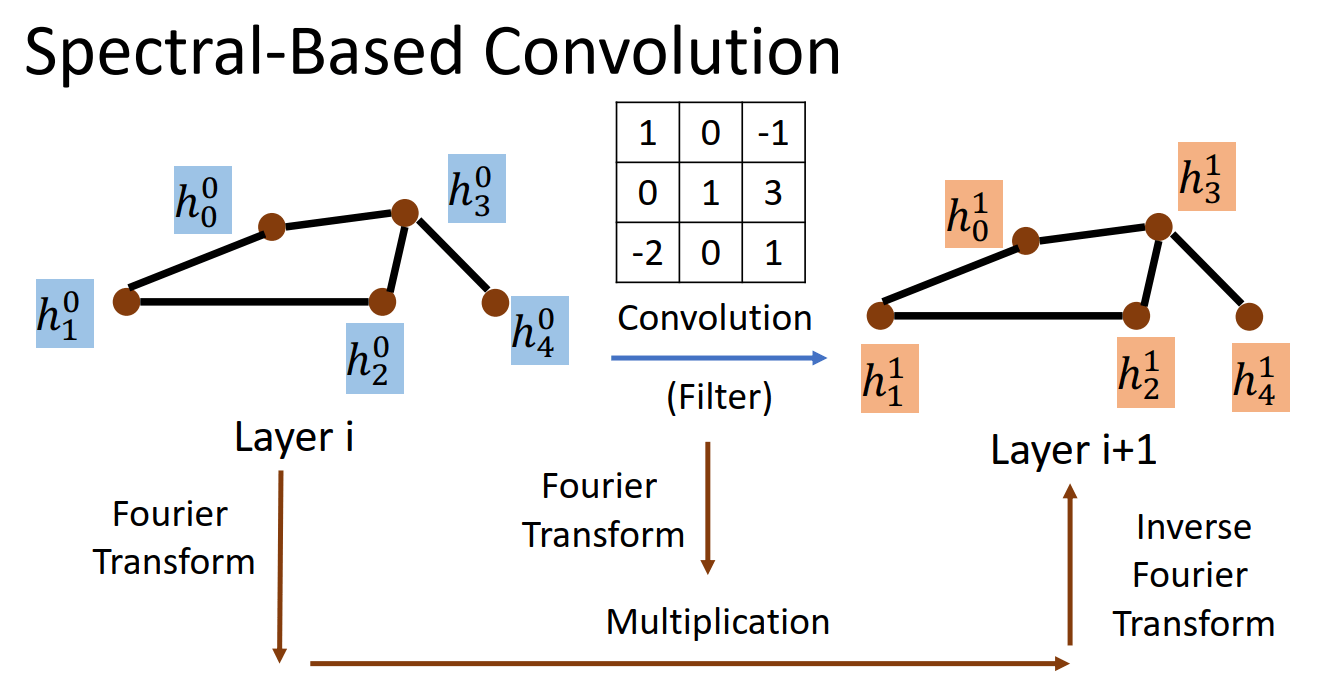 Spectral-Based Convolution
h_0^0
h_3^0
h_1^0
h_2^0
h_4^0
Layer i
1 0 -1
0 1 3
-2 0 1
Convolution
(Filter)
h_0^1
h_3^1
h_1^1
h_2^1
h_4^1
Layer i+1
Fourier
Transform
Fourier
Transform
Multiplication
Inverse
Fourier
Transform